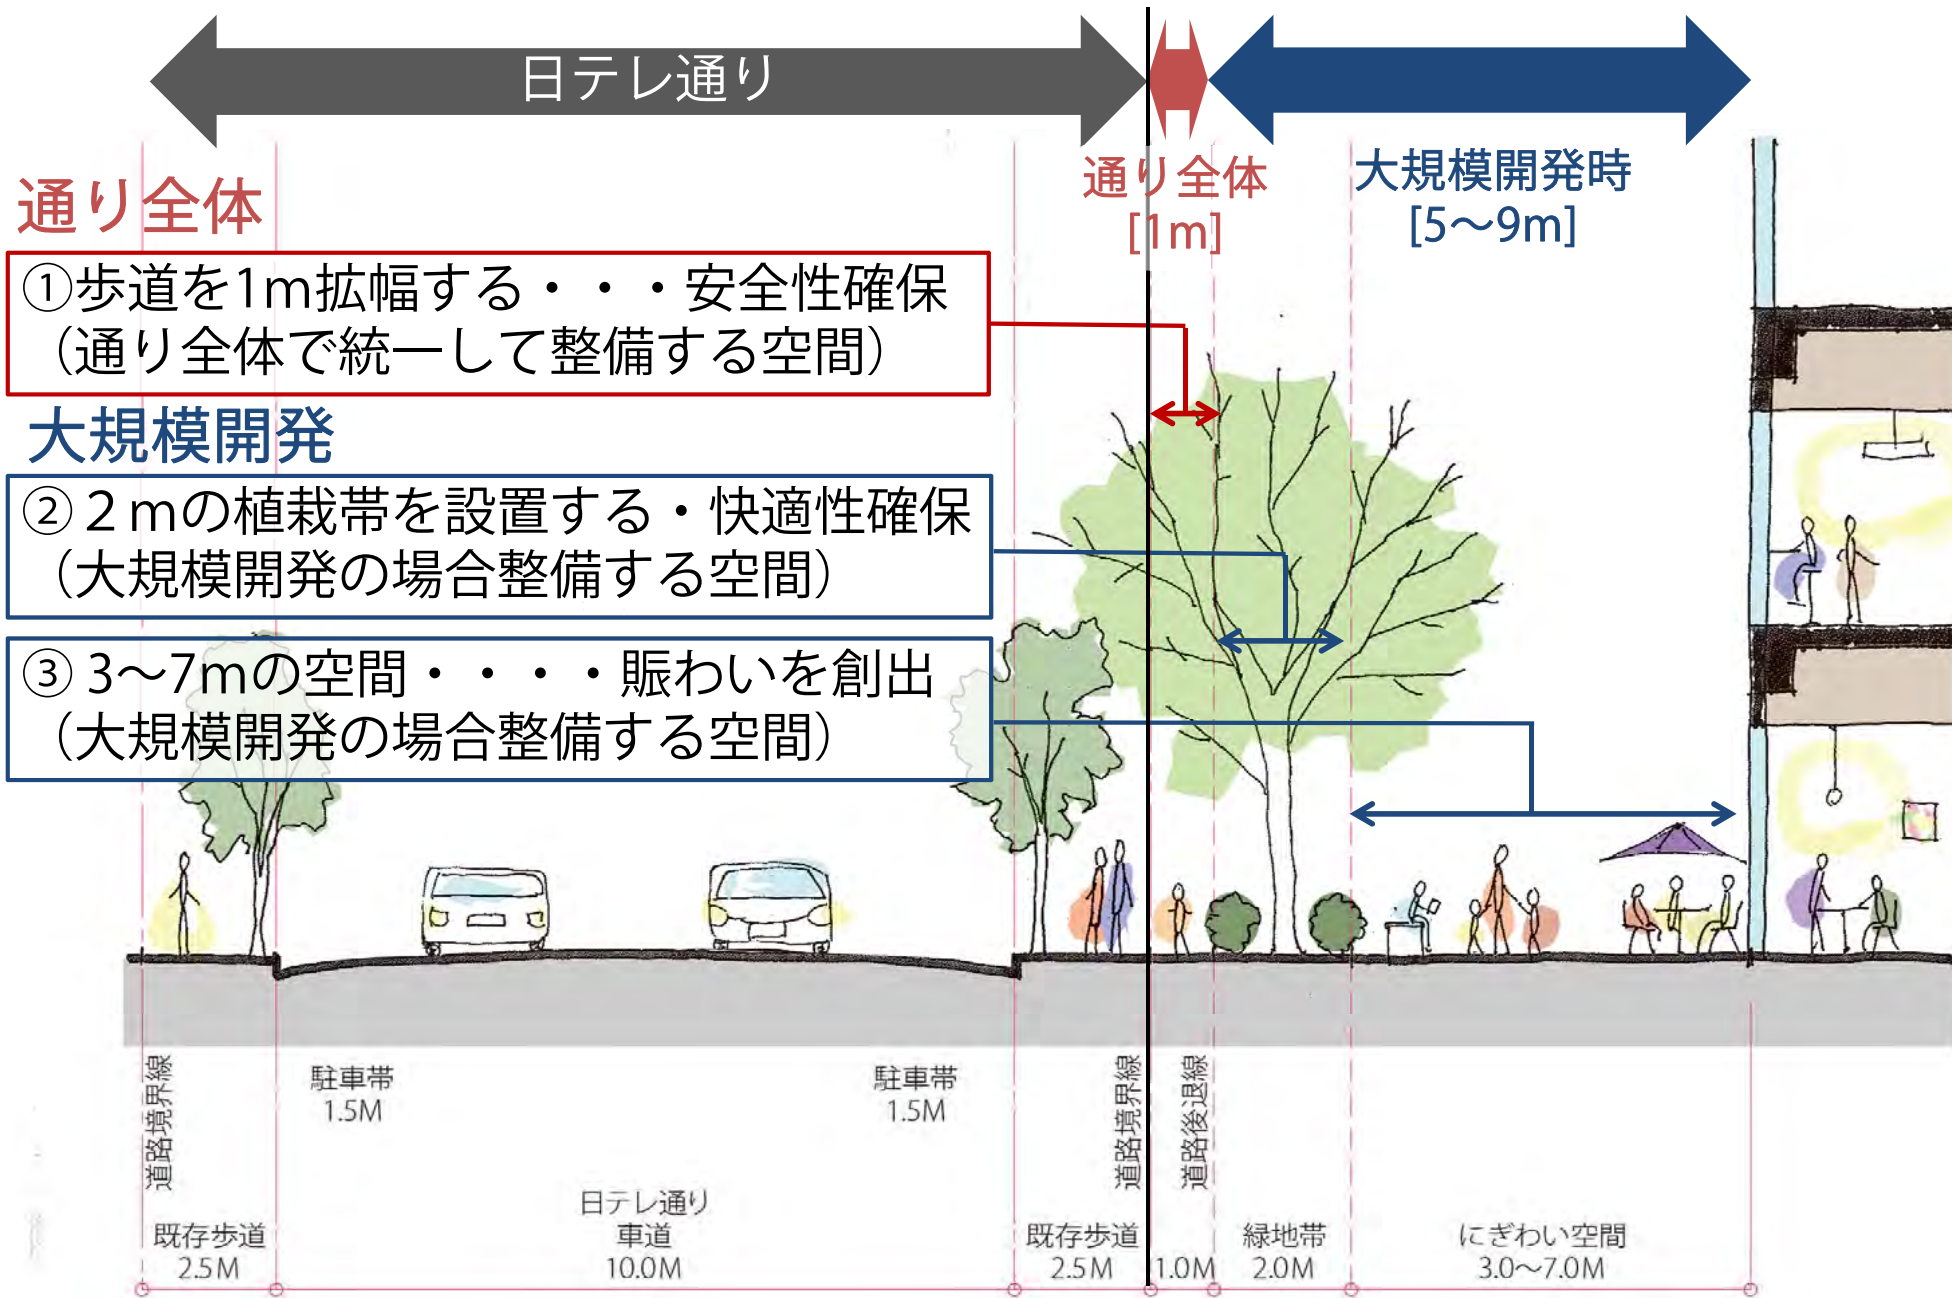 日テレ通り
通り全体
[1m]
大規模開発時
[5～9m]
通り全体
①歩道を1m拡幅する・・・安全性確保
（通り全体で統一して整備する空間）
大規模開発
②２mの植栽帯を設置する・快適性確保
（大規模開発の場合整備する空間）
③3～7mの空間・・・・賑わいを創出
（大規模開発の場合整備する空間）
道路境界線
駐車帯
1.5M
駐車帯
1.5M
道路境界線
道路後退線
既存歩道
2.5M
日テレ通り
車道
10.0M
既存歩道
2.5M
1.0M
緑地帯
2.0M
にぎわい空間
3.0～7.0M